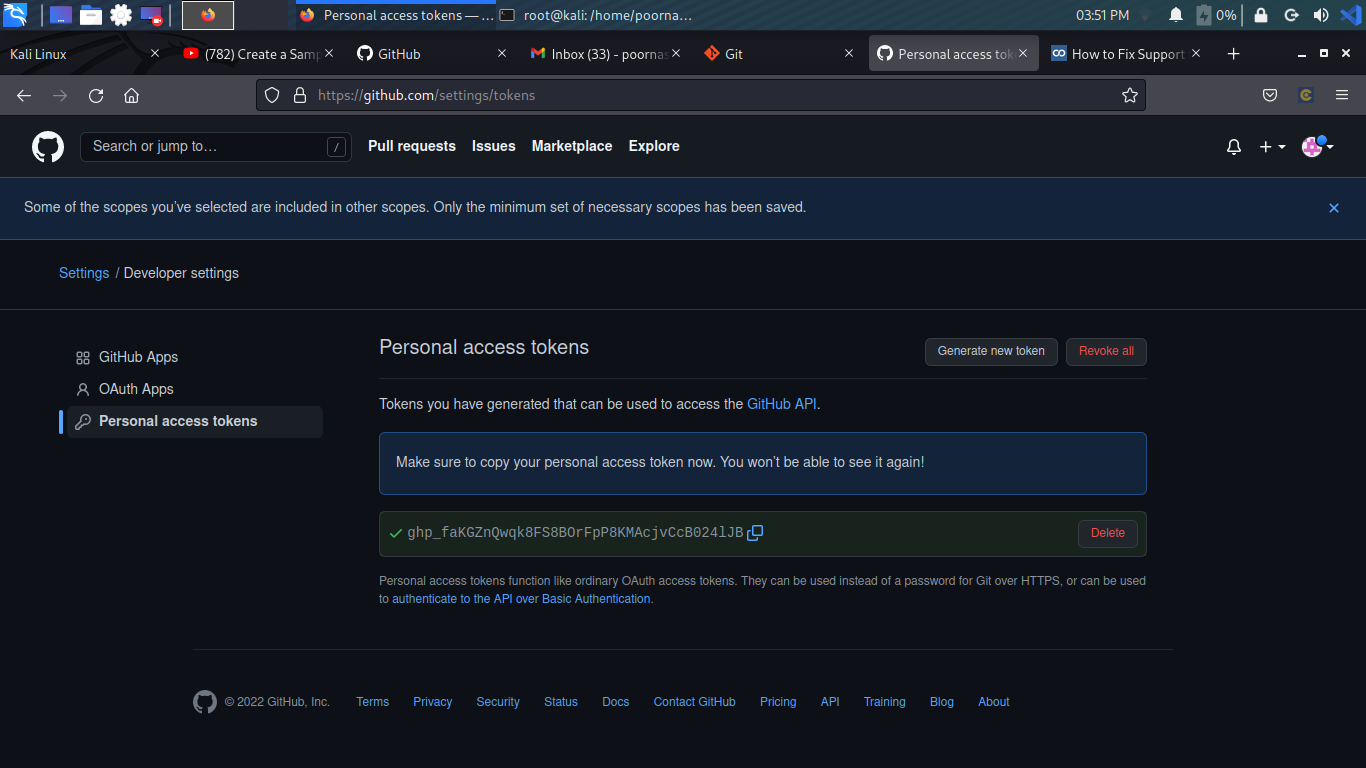 Personal access tokens — ...
root@kali: /home/poorna...
03:51 PM
0%
Kali Linux
(782) Create a Samp
GitHub
Inbox (33) - poornas
Git
Personal access tok
How to Fix Support
https://github.com/settings/tokens
Search or jump to…
/
Pull requests
Issues
Marketplace
Explore
Some of the scopes you’ve selected are included in other scopes. Only the minimum set of necessary scopes has been saved.
Settings / Developer settings
GitHub Apps
OAuth Apps
Personal access tokens
Personal access tokens
Generate new token
Revoke all
Tokens you have generated that can be used to access the GitHub API.
Make sure to copy your personal access token now. You won’t be able to see it again!
Delete
Personal access tokens function like ordinary OAuth access tokens. They can be used instead of a password for Git over HTTPS, or can be used
to authenticate to the API over Basic Authentication.
© 2022 GitHub, Inc.
Terms
Privacy
Security
Status
Docs
Contact GitHub
Pricing
API
Training
Blog
About